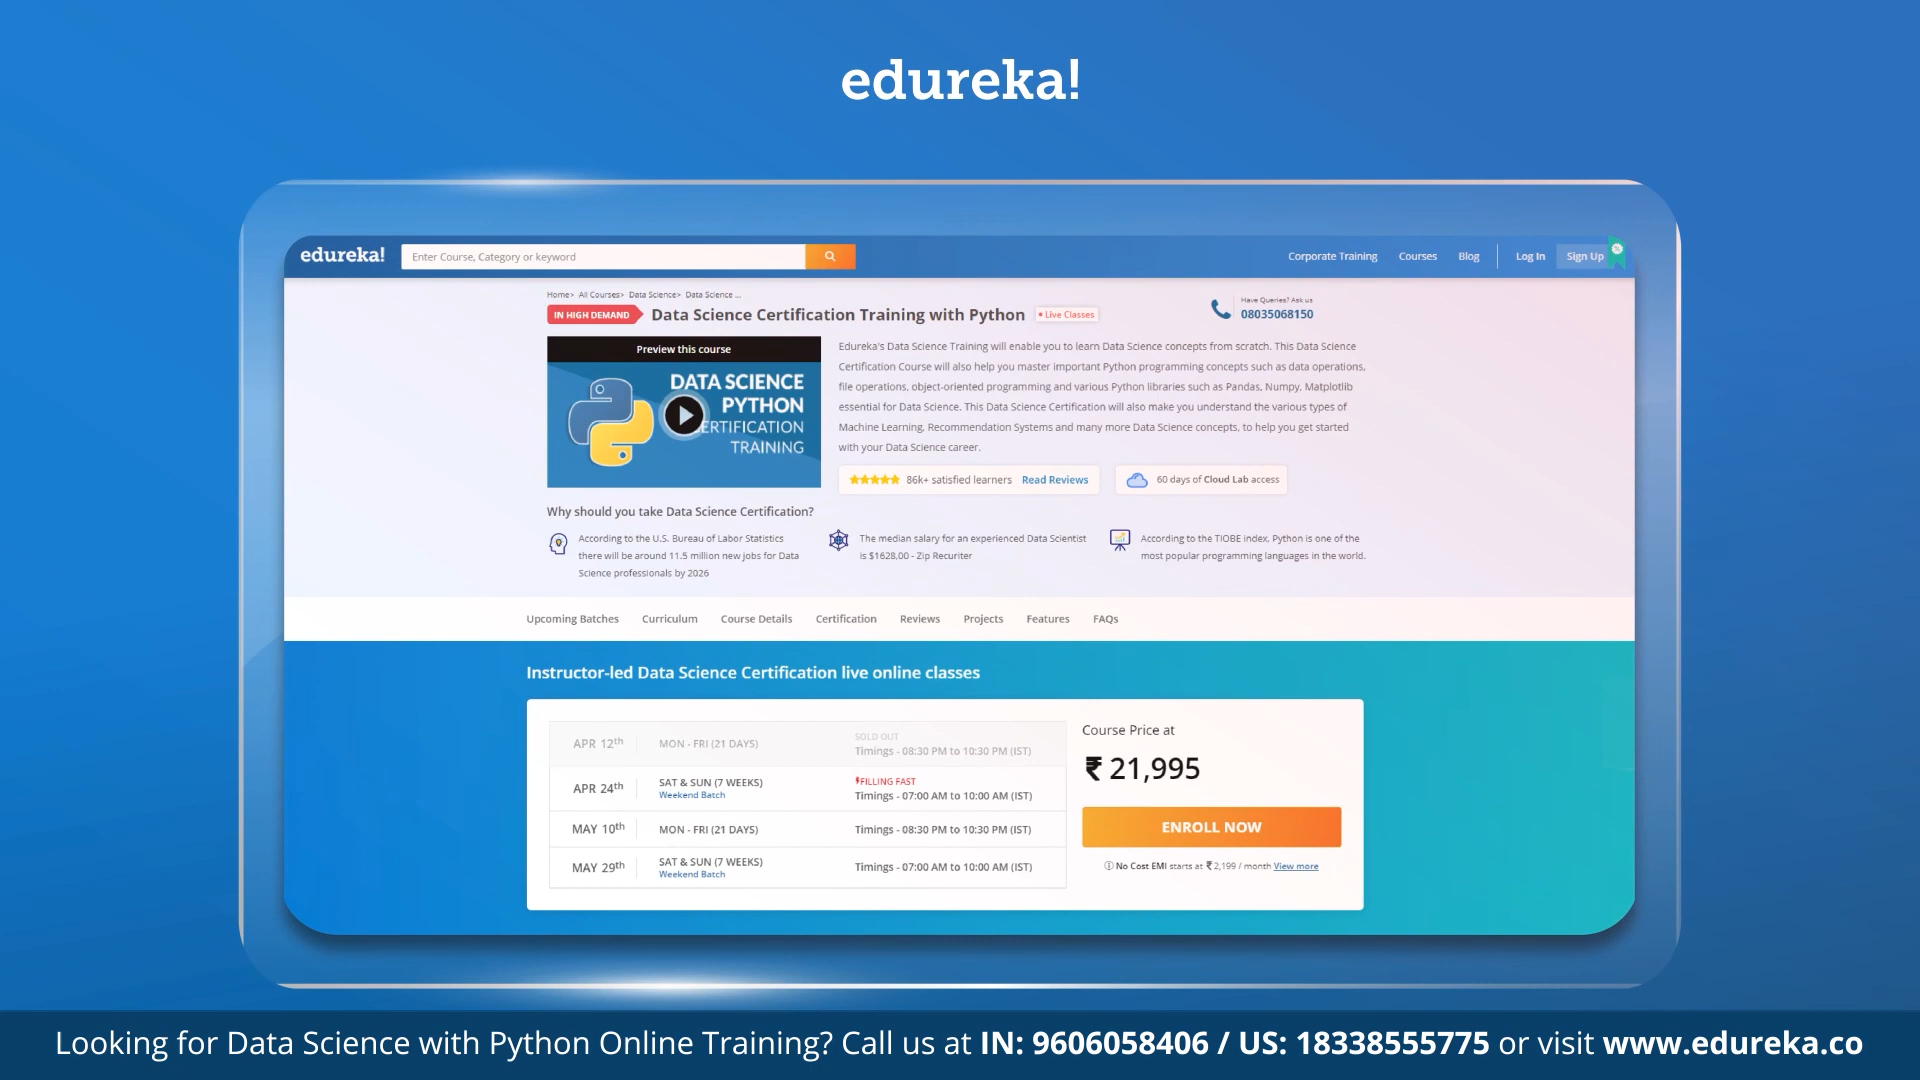 edureka!
edureka!
Enter Course, Category or keyword
Corporate Training
Courses
Blog
Log In
Sign Up
Home> All Courses> Data Science> Data Science ...
IN HIGH DEMAND
Data Science Certification Training with Python
• Live Classes
Have Queries? Ask us
08035068150
Preview this course
DATA SCIENCE
PYTHON
ERTIFICATION
TRAINING
Edureka's Data Science Training will enable you to learn Data Science concepts from scratch. This Data Science
Certification Course will also help you master important Python programming concepts such as data operations,
file operations, object-oriented programming and various Python libraries such as Pandas, Numpy, Matplotlib
essential for Data Science. This Data Science Certification will also make you understand the various types of
Machine Learning, Recommendation Systems and many more Data Science concepts, to help you get started
with your Data Science career.
86k+ satisfied learners Read Reviews
60 days of Cloud Lab access
Why should you take Data Science Certification?
According to the U.S. Bureau of Labor Statistics
there will be around 11.5 million new jobs for Data
Science professionals by 2026
The median salary for an experienced Data Scientist
is $1628,00 - Zip Recuriter
According to the TIOBE index, Python is one of the
most popular programming languages in the world.
Upcoming Batches
Curriculum
Course Details
Certification
Reviews
Projects
Features
FAQs
Instructor-led Data Science Certification live online classes
APR 12th
MON - FRI (21 DAYS)
SOLD OUT
Timings - 08:30 PM to 10:30 PM (IST)
APR 24th
SAT & SUN (7 WEEKS)
Weekend Batch
FILLING FAST
Timings - 07:00 AM to 10:00 AM (IST)
MAY 10th
MON - FRI (21 DAYS)
Timings - 08:30 PM to 10:30 PM (IST)
MAY 29th
SAT & SUN (7 WEEKS)
Weekend Batch
Timings - 07:00 AM to 10:00 AM (IST)
Course Price at
₹ 21,995
ENROLL NOW
No Cost EMI starts at ₹ 2,199 / month View more
Looking for Data Science with Python Online Training? Call us at IN: 9606058406 / US: 18338555775 or visit www.edureka.co